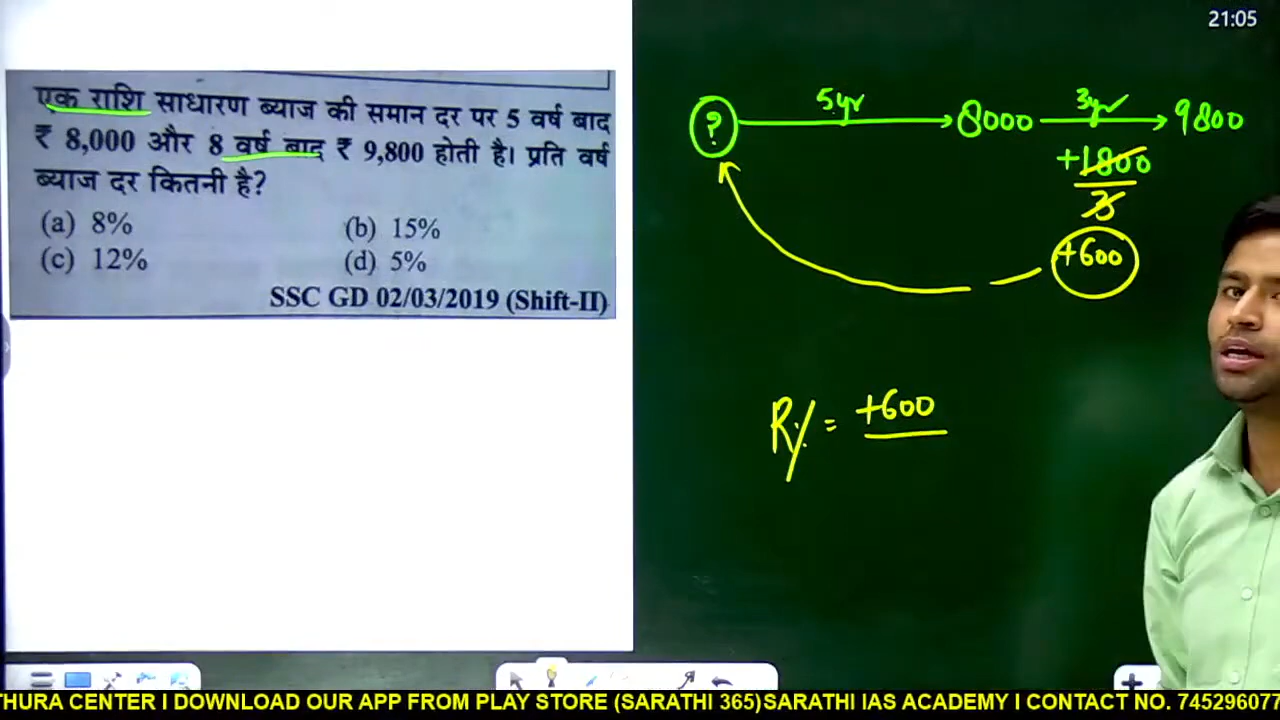 21:05
एक राशि साधारण ब्याज की समान दर पर 5 वर्ष बाद
₹ 8,000 और 8 वर्ष बाद ₹ 9,800 होती है। प्रति वर्ष
ब्याज दर कितनी है?
(a) 8% (b) 15%
(c) 12% (d) 5%
SSC GD 02/03/2019 (Shift-II)
? 5yr 8000 3yr 9800
+1800
3
+600
R% = +600
THURA CENTER I DOWNLOAD OUR APP FROM PLAY STORE (SARATHI 365)SARATHI IAS ACADEMY I CONTACT NO. 745296077